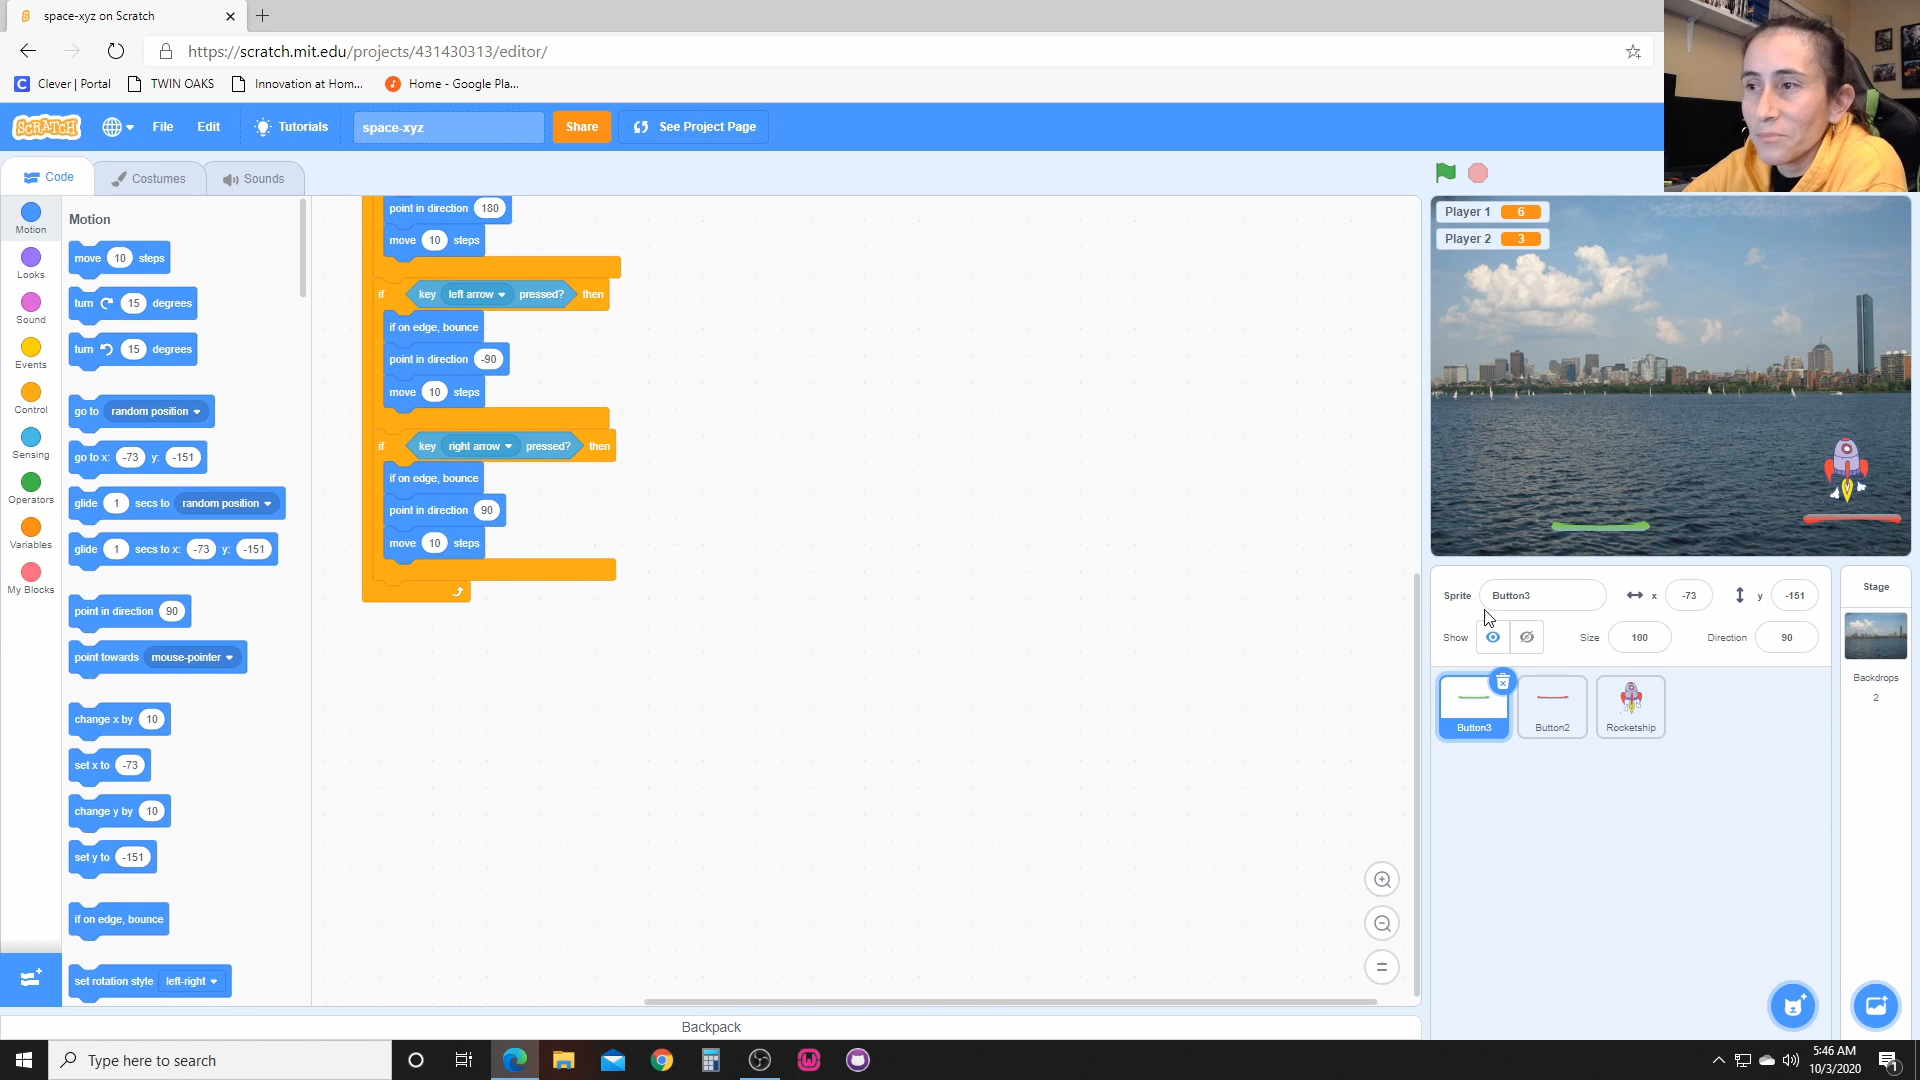 space-xyz on Scratch
https://scratch.mit.edu/projects/431430313/editor/
Clever | Portal
TWIN OAKS
Innovation at Hom...
Home - Google Pla...
SCRATCH
File
Edit
Tutorials
space-xyz
Share
See Project Page
Code
Costumes
Sounds
Motion
Looks
Sound
Events
Control
Sensing
Operators
Variables
My Blocks
Motion
move 10 steps
turn 15 degrees
turn 15 degrees
go to random position
go to x: -73 y: -151
glide 1 secs to random position
glide 1 secs to x: -73 y: -151
point in direction 90
point towards mouse-pointer
change x by 10
set x to -73
change y by 10
set y to -151
if on edge, bounce
set rotation style left-right
point in direction 180
move 10 steps
if key left arrow pressed? then
if on edge, bounce
point in direction -90
move 10 steps
if key right arrow pressed? then
if on edge, bounce
point in direction 90
move 10 steps
Backpack
Player 1 6
Player 2 3
Sprite Button3 x -73 y -151
Show Size 100 Direction 90
Button3
Button2
Rocketship
Stage
Backdrops
2
Type here to search
5:46 AM
10/3/2020
1